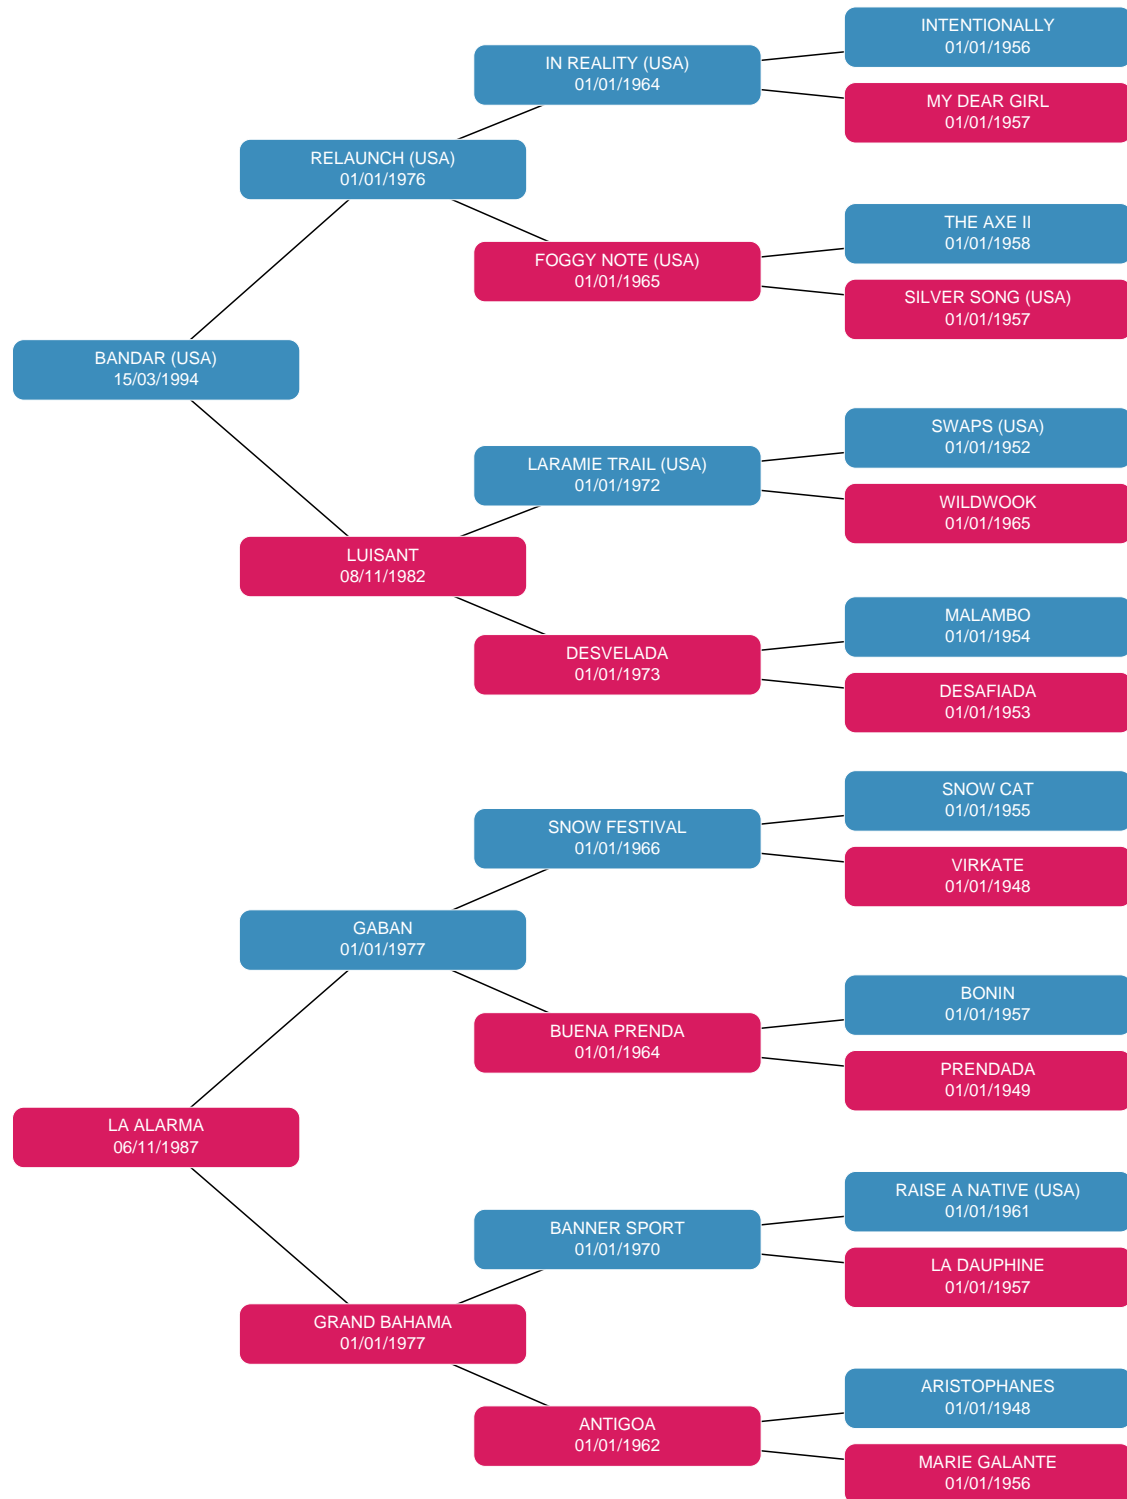 INTENTIONALLY
01/01/1956
IN REALITY (USA)
01/01/1964
MY DEAR GIRL
01/01/1957
RELAUNCH (USA)
01/01/1976
THE AXE II
01/01/1958
FOGGY NOTE (USA)
01/01/1965
SILVER SONG (USA)
01/01/1957
BANDAR (USA)
15/03/1994
SWAPS (USA)
01/01/1952
LARAMIE TRAIL (USA)
01/01/1972
WILDWOOK
01/01/1965
LUISANT
08/11/1982
MALAMBO
01/01/1954
DESVELADA
01/01/1973
DESAFIADA
01/01/1953
SNOW CAT
01/01/1955
SNOW FESTIVAL
01/01/1966
VIRKATE
01/01/1948
GABAN
01/01/1977
BONIN
01/01/1957
BUENA PRENDA
01/01/1964
PRENDADA
01/01/1949
LA ALARMA
06/11/1987
RAISE A NATIVE (USA)
01/01/1961
BANNER SPORT
01/01/1970
LA DAUPHINE
01/01/1957
GRAND BAHAMA
01/01/1977
ARISTOPHANES
01/01/1948
ANTIGOA
01/01/1962
MARIE GALANTE
01/01/1956